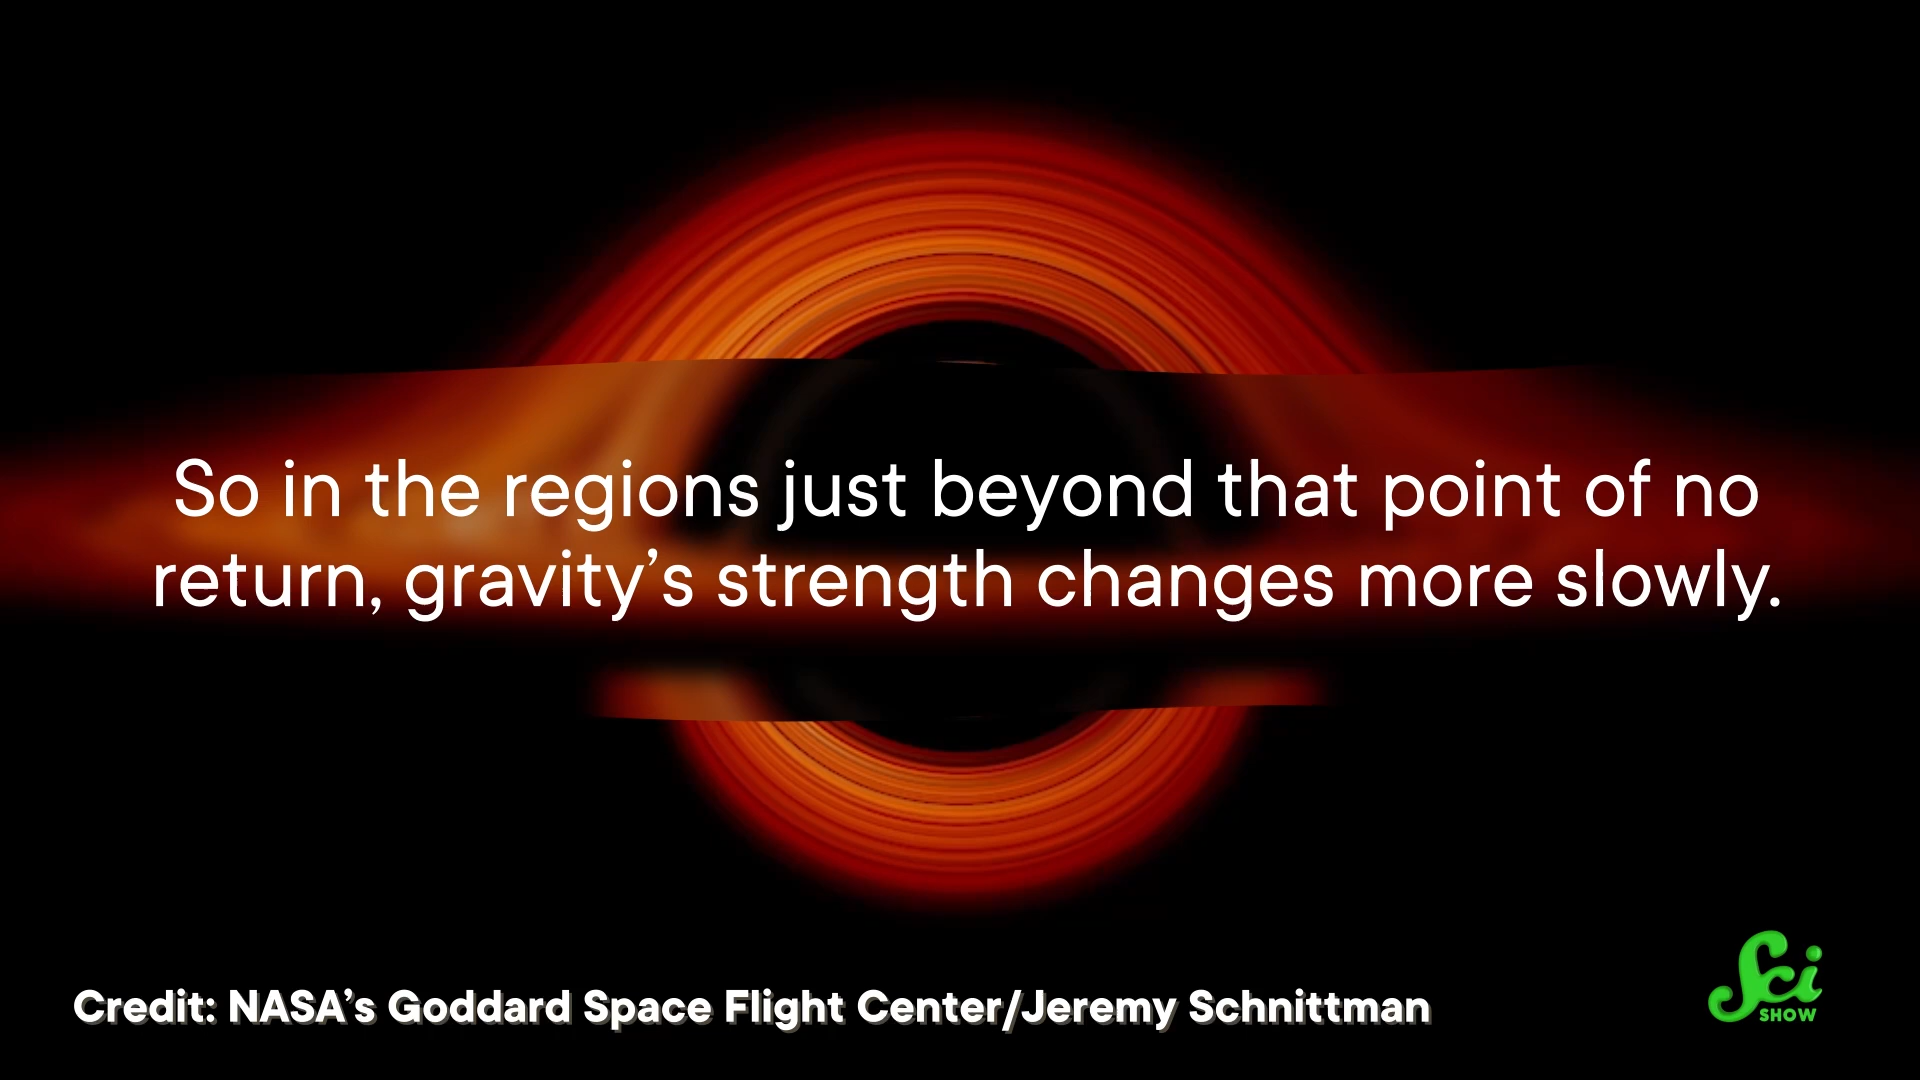 So in the regions just beyond that point of no
return, gravity’s strength changes more slowly.
Credit: NASA’s Goddard Space Flight Center/Jeremy Schnittman
Sci
SHOW